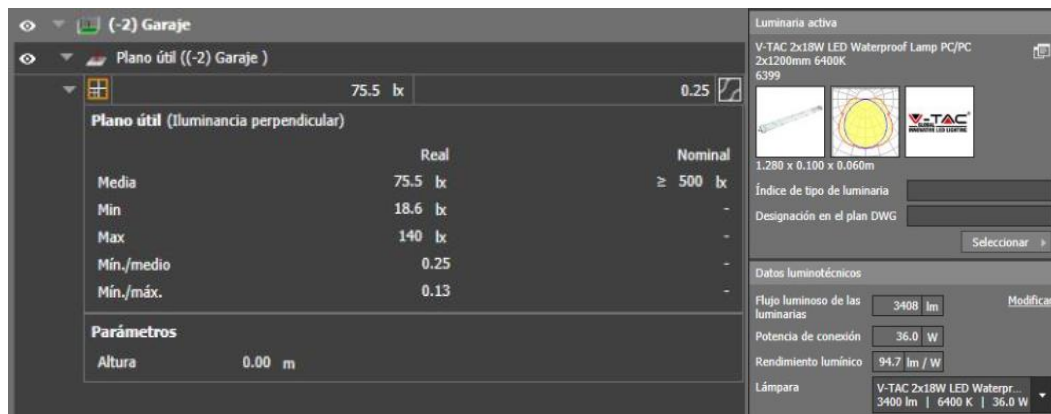 (-2) Garaje
Plano útil ((-2) Garaje )
75.5 lx 0.25
Plano útil (Iluminancia perpendicular)
Real Nominal
Media 75.5 lx ≥ 500 lx
Min 18.6 lx -
Max 140 lx -
Mín./medio 0.25 -
Mín./máx. 0.13 -
Parámetros
Altura 0.00 m
Luminaria activa
V-TAC 2x18W LED Waterproof Lamp PC/PC
2x1200mm 6400K
6399
V-TAC
INNOVATIVE LED LIGHTING
1.280 x 0.100 x 0.060m
Índice de tipo de luminaria
Designación en el plan DWG
Seleccionar
Datos luminotécnicos
Flujo luminoso de las
luminarias 3408 lm Modificar
Potencia de conexión 36.0 W
Rendimiento lumínico 94.7 lm / W
Lámpara V-TAC 2x18W LED Waterpr...
3400 lm | 6400 K | 36.0 W